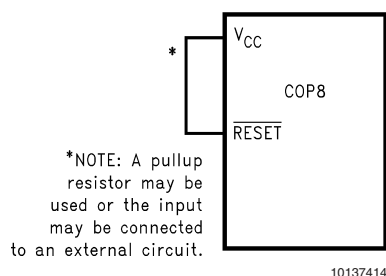 *
V_CC
COP8
RESET
*NOTE: A pullup
resistor may be
used or the input
may be connected
to an external circuit.
10137414